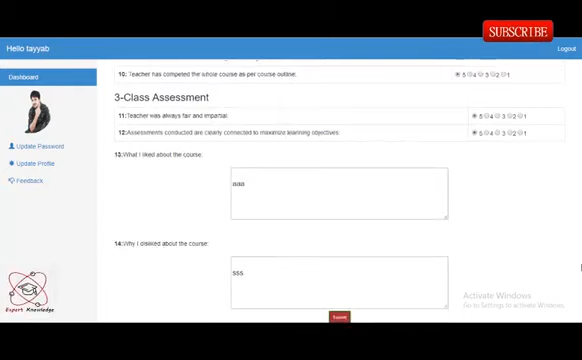 SUBSCRIBE
Hello tayyab
Logout
Dashboard
10: Teacher has competed the whole course as per course outline:
5 4 3 2 1
3-Class Assessment
11:Teacher was always fair and impartial:
5 4 3 2 1
12:Assessments conducted are clearly connected to maximize learning objectives:
5 4 3 2 1
Update Password
Update Profile
Feedback
13:What I liked about the course:
aaa
14:Why I disliked about the course:
sss
Expert Knowledge
Activate Windows
Go to Settings to activate Windows.